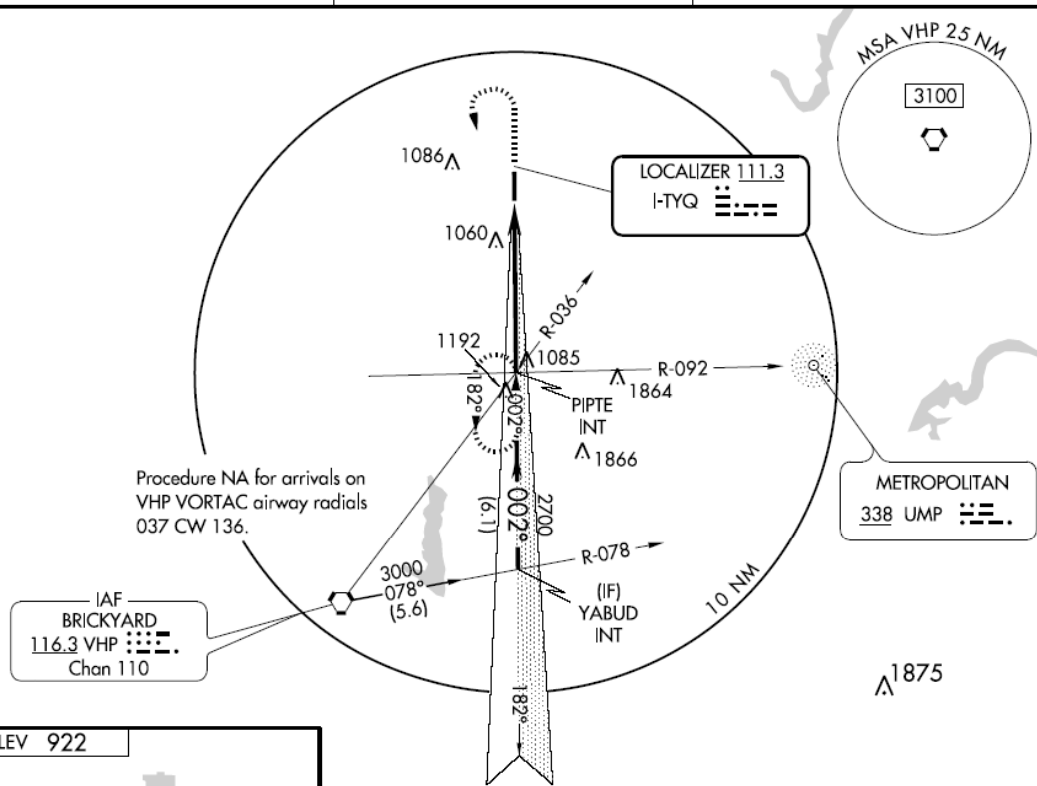 MSA VHP 25 NM
3100
1086
LOCALIZER 111.3
I-TYQ
1060
R-036
1192
1085
R-092
1864
182°
002°
PIPTE
INT
1866
Procedure NA for arrivals on
VHP VORTAC airway radials
037 CW 136.
METROPOLITAN
338 UMP
002°
(6.1)
2700
3000
078°
(5.6)
R-078
(IF)
YABUD
INT
10 NM
IAF
BRICKYARD
116.3 VHP
Chan 110
1875
182°
LEV 922